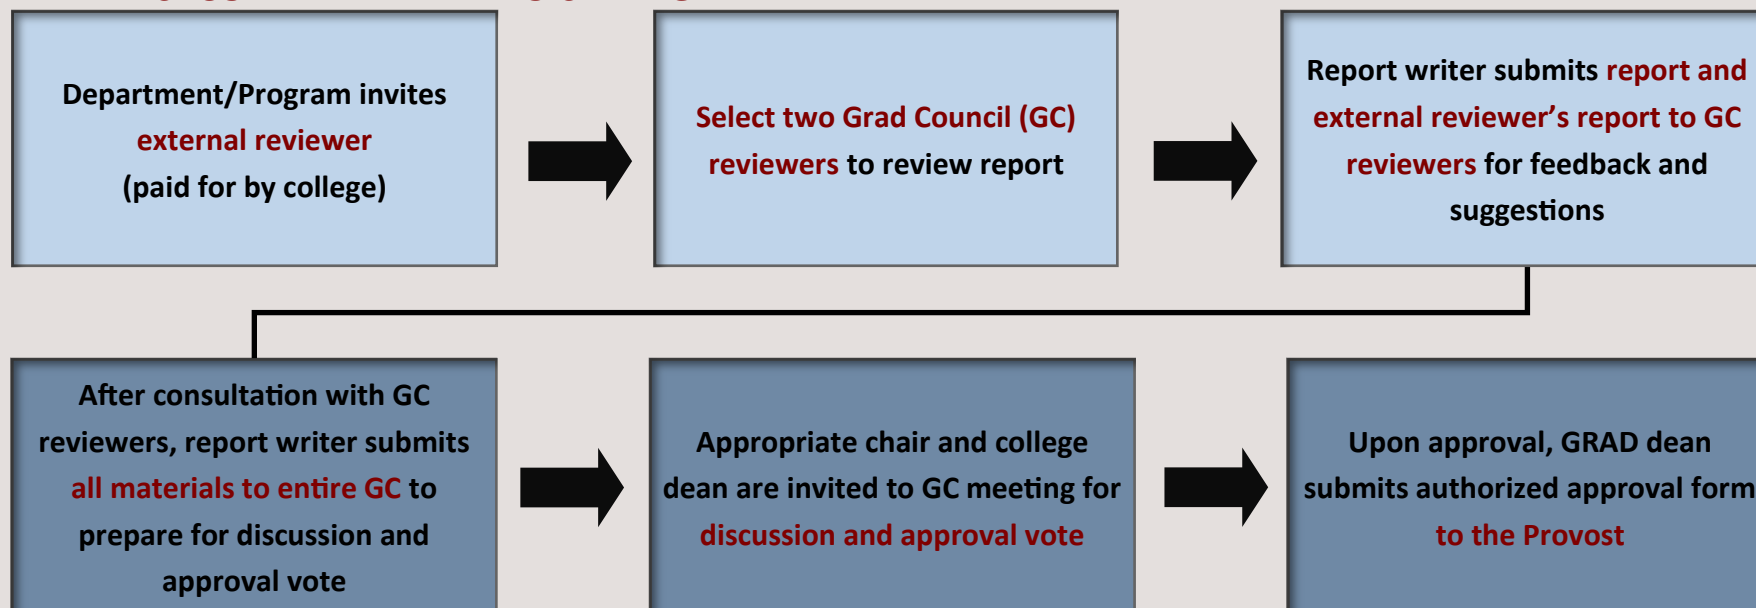 Department/Program invites
external reviewer
(paid for by college)
Select two Grad Council (GC)
reviewers to review report
Report writer submits report and
external reviewer’s report to GC
reviewers for feedback and
suggestions
After consultation with GC
reviewers, report writer submits
all materials to entire GC to
prepare for discussion and
approval vote
Appropriate chair and college
dean are invited to GC meeting for
discussion and approval vote
Upon approval, GRAD dean
submits authorized approval form
to the Provost